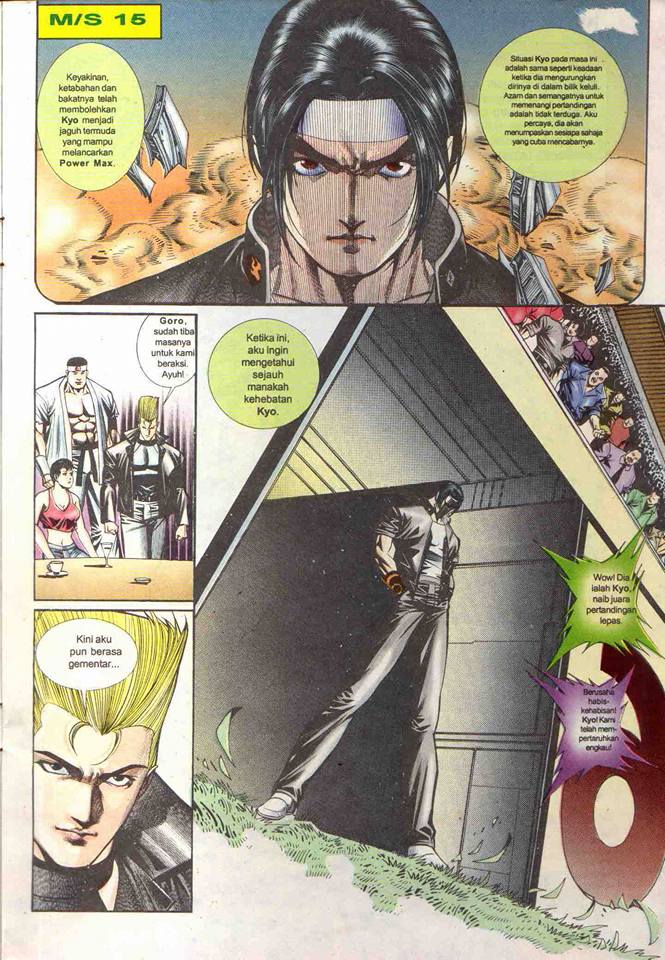 M/S 15
Keyakinan,
ketabahan dan
bakatnya telah
membolehkan
Kyo menjadi
jaguh termuda
yang mampu
melancarkan
Power Max.
Situasi Kyo pada masa ini
adalah sama seperti keadaan
ketika dia mengurungkan
dirinya di dalam bilik keluli.
Azam dan semangatnya untuk
memenangi pertandingan
adalah tidak terduga. Aku
percaya, dia akan
menumpaskan sesiapa sahaja
yang cuba mencabarnya.
Goro,
sudah tiba
masanya
untuk kami
beraksi.
Ayuh!
Ketika ini,
aku ingin
mengetahui
sejauh
manakah
kehebatan
Kyo.
Wow! Dia
ialah Kyo,
naib juara
pertandingan
lepas.
Berusaha
habis-
kehabisan!
Kyo! Kami
telah mem-
pertaruhkan
engkau!
Kini aku
pun berasa
gementar...